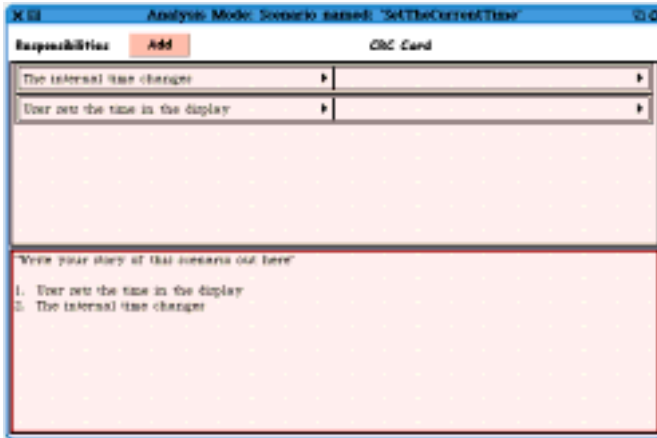 Analysis Mode: Scenario named: 'SetTheCurrentTime'
Responsibilities Add CRC Card
The internal time changes
User sets the time in the display
"Write your story of this scenario out here"
1. User sets the time in the display
2. The internal time changes